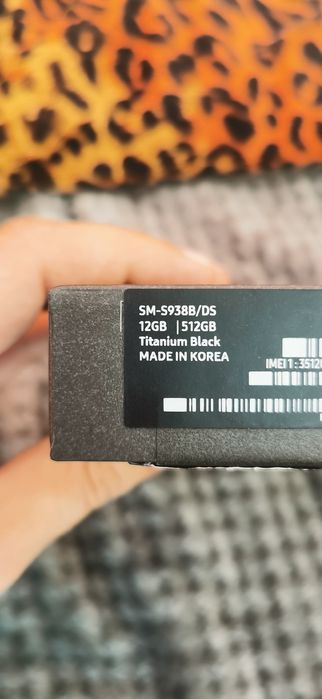 SM-S938B/DS
12GB | 512GB
Titanium Black
MADE IN KOREA
IMEI 1 : 3512